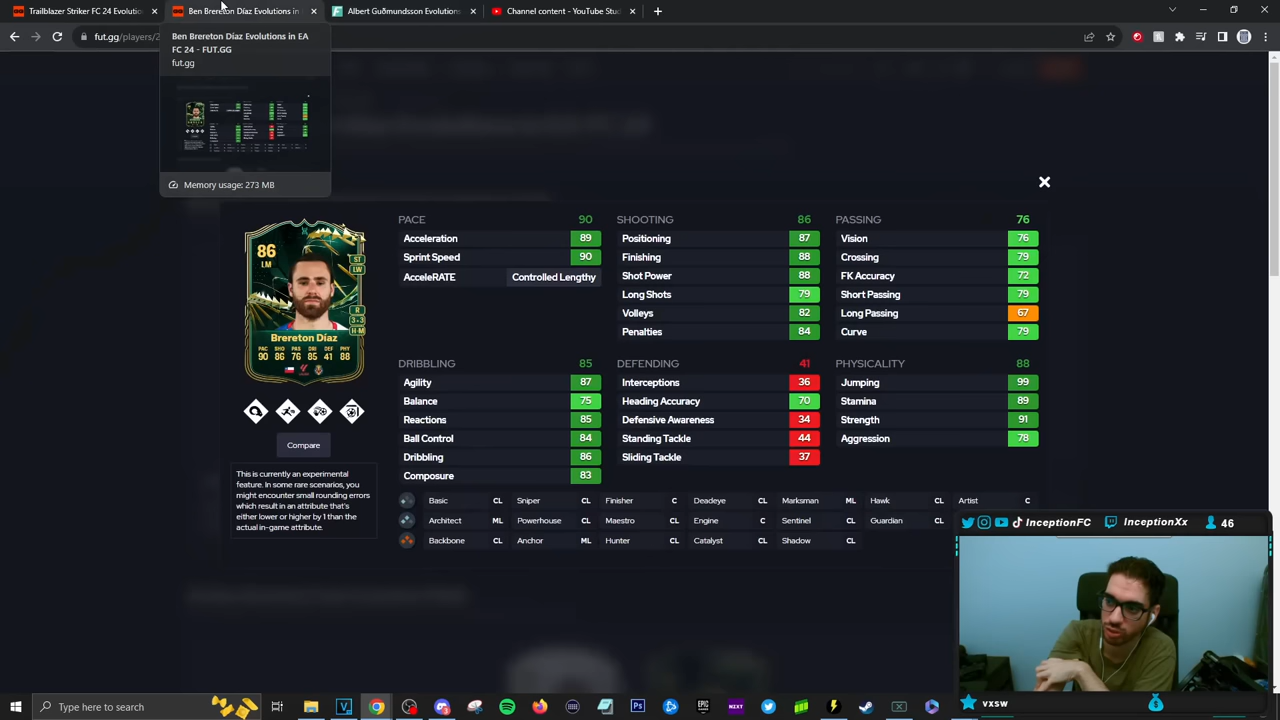 Trailblazer Striker FC 24 Evolution
Ben Brereton Díaz Evolutions in
Albert Guðmundsson Evolutions
Channel content - YouTube Stud
fut.gg/players/2
Ben Brereton Díaz Evolutions in EA
FC 24 - FUT.GG
fut.gg
Memory usage: 273 MB
86
LM
ST
LW
R
3-3
H-M
Brereton Díaz
PAC SHO PAS DRI DEF PHY
90 86 76 85 41 88
Compare
This is currently an experimental
feature. In some rare scenarios, you
might encounter small rounding errors
which result in an attribute that's
either lower or higher by 1 than the
actual in-game attribute.
PACE 90
Acceleration 89
Sprint Speed 90
AcceleRATE Controlled Lengthy
SHOOTING 86
Positioning 87
Finishing 88
Shot Power 88
Long Shots 79
Volleys 82
Penalties 84
PASSING 76
Vision 76
Crossing 79
FK Accuracy 72
Short Passing 79
Long Passing 67
Curve 79
DRIBBLING 85
Agility 87
Balance 75
Reactions 85
Ball Control 84
Dribbling 86
Composure 83
DEFENDING 41
Interceptions 36
Heading Accuracy 70
Defensive Awareness 34
Standing Tackle 44
Sliding Tackle 37
PHYSICALITY 88
Jumping 99
Stamina 89
Strength 91
Aggression 78
Basic CL Sniper CL Finisher C Deadeye CL Marksman ML Hawk CL Artist C
Architect ML Powerhouse CL Maestro CL Engine C Sentinel CL Guardian CL
Backbone CL Anchor ML Hunter CL Catalyst CL Shadow CL
InceptionFC InceptionXx 46
vxsw
Type here to search